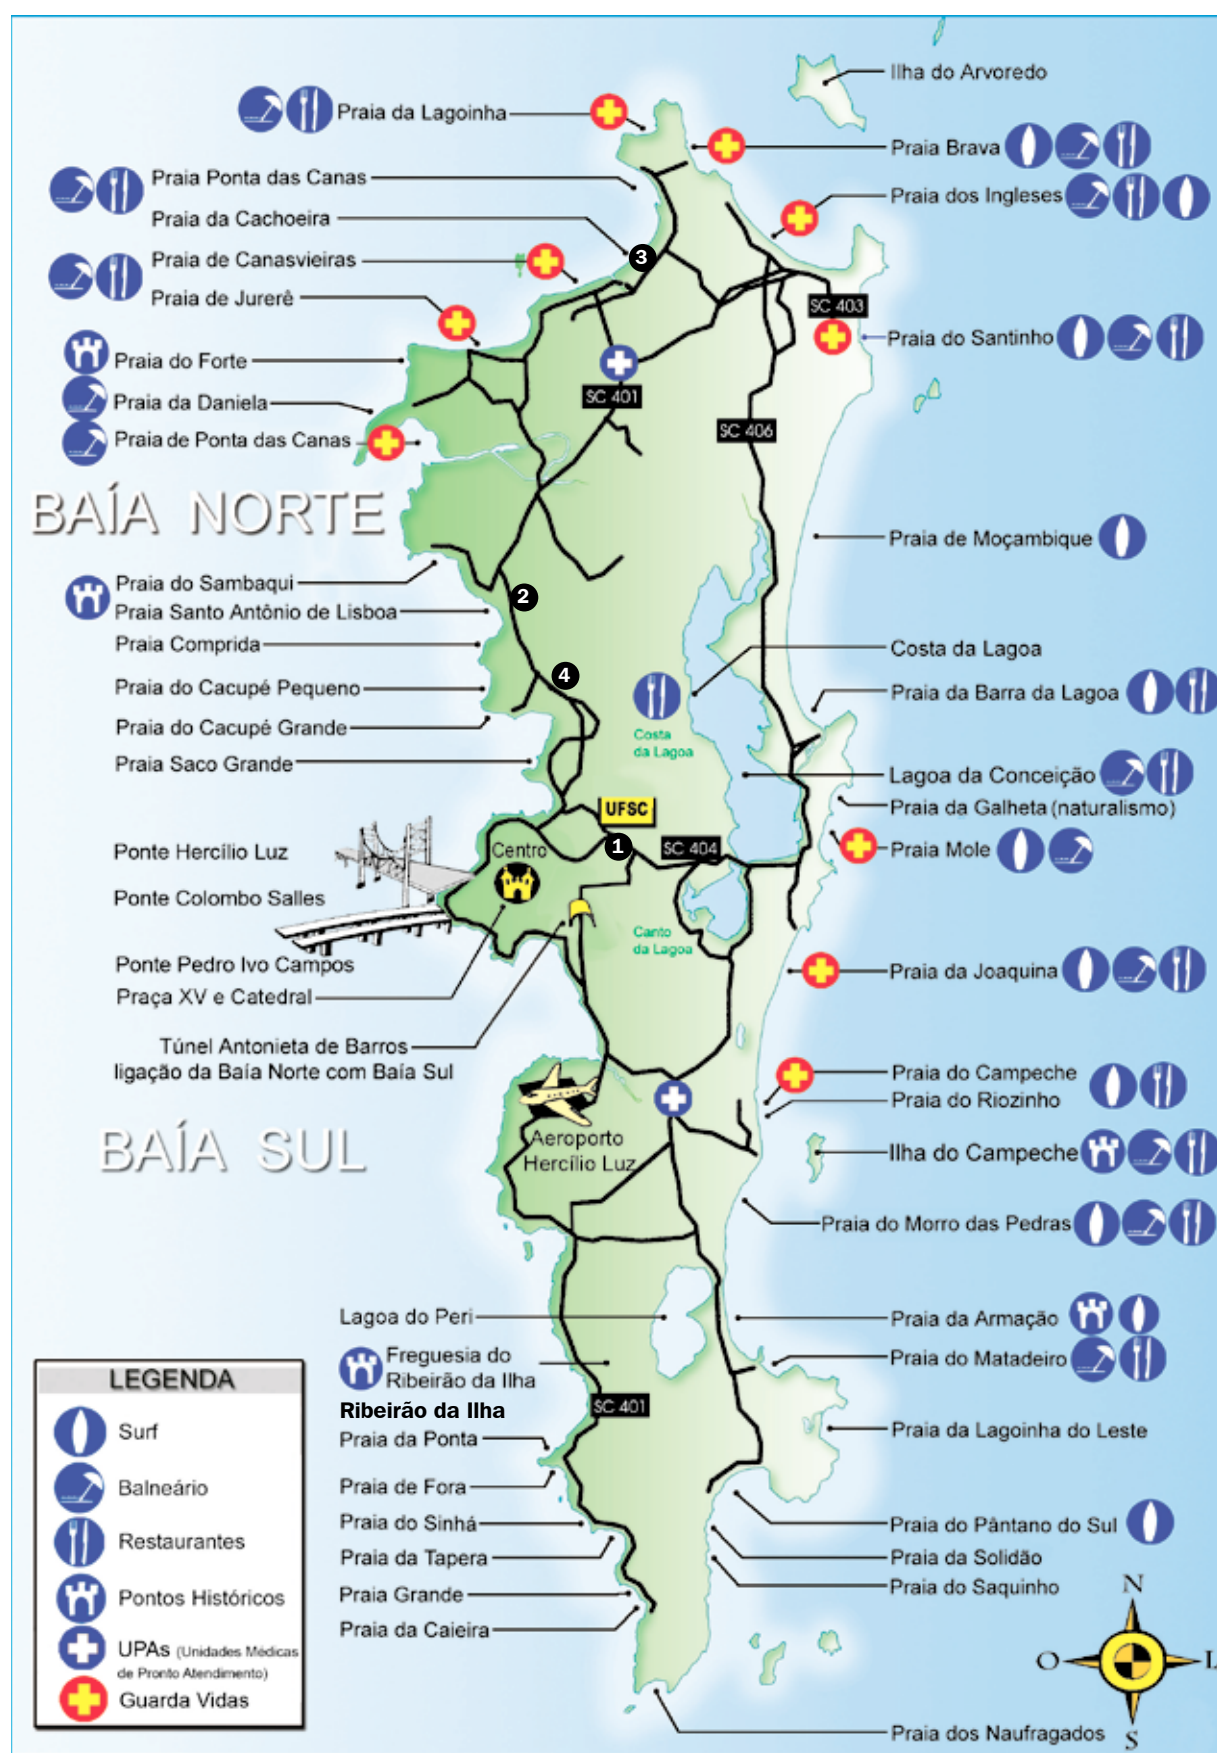 Ilha do Arvoredo
Praia da Lagoinha
Praia Brava
Praia Ponta das Canas
Praia dos Ingleses
Praia da Cachoeira
3
Praia de Canasvieiras
Praia de Jurerê
SC 403
Praia do Santinho
Praia do Forte
SC 401
Praia da Daniela
SC 406
Praia de Ponta das Canas
BAÍA NORTE
Praia de Moçambique
Praia do Sambaqui
2
Praia Santo Antônio de Lisboa
Praia Comprida
Costa da Lagoa
4
Praia do Cacupé Pequeno
Praia da Barra da Lagoa
Praia do Cacupé Grande
Costa
da Lagoa
Praia Saco Grande
Lagoa da Conceição
UFSC
Praia da Galheta (naturalismo)
1
SC 404
Centro
Praia Mole
Ponte Hercílio Luz
Ponte Colombo Salles
Canto
da Lagoa
Ponte Pedro Ivo Campos
Praia da Joaquina
Praça XV e Catedral
Túnel Antonieta de Barros
ligação da Baía Norte com Baía Sul
Praia do Campeche
Praia do Riozinho
BAÍA SUL
Aeroporto
Hercílio Luz
Ilha do Campeche
Praia do Morro das Pedras
Lagoa do Peri
Praia da Armação
Freguesia do
Ribeirão da Ilha
Praia do Matadeiro
Ribeirão da Ilha
SC 401
Praia da Ponta
Praia da Lagoinha do Leste
Praia de Fora
Praia do Sinhá
Praia do Pântano do Sul
Praia da Tapera
Praia da Solidão
Praia Grande
Praia do Saquinho
Praia da Caieira
Praia dos Naufragados
LEGENDA
Surf
Balneário
Restaurantes
Pontos Históricos
UPAs (Unidades Médicas
de Pronto Atendimento)
Guarda Vidas
N
O
L
S